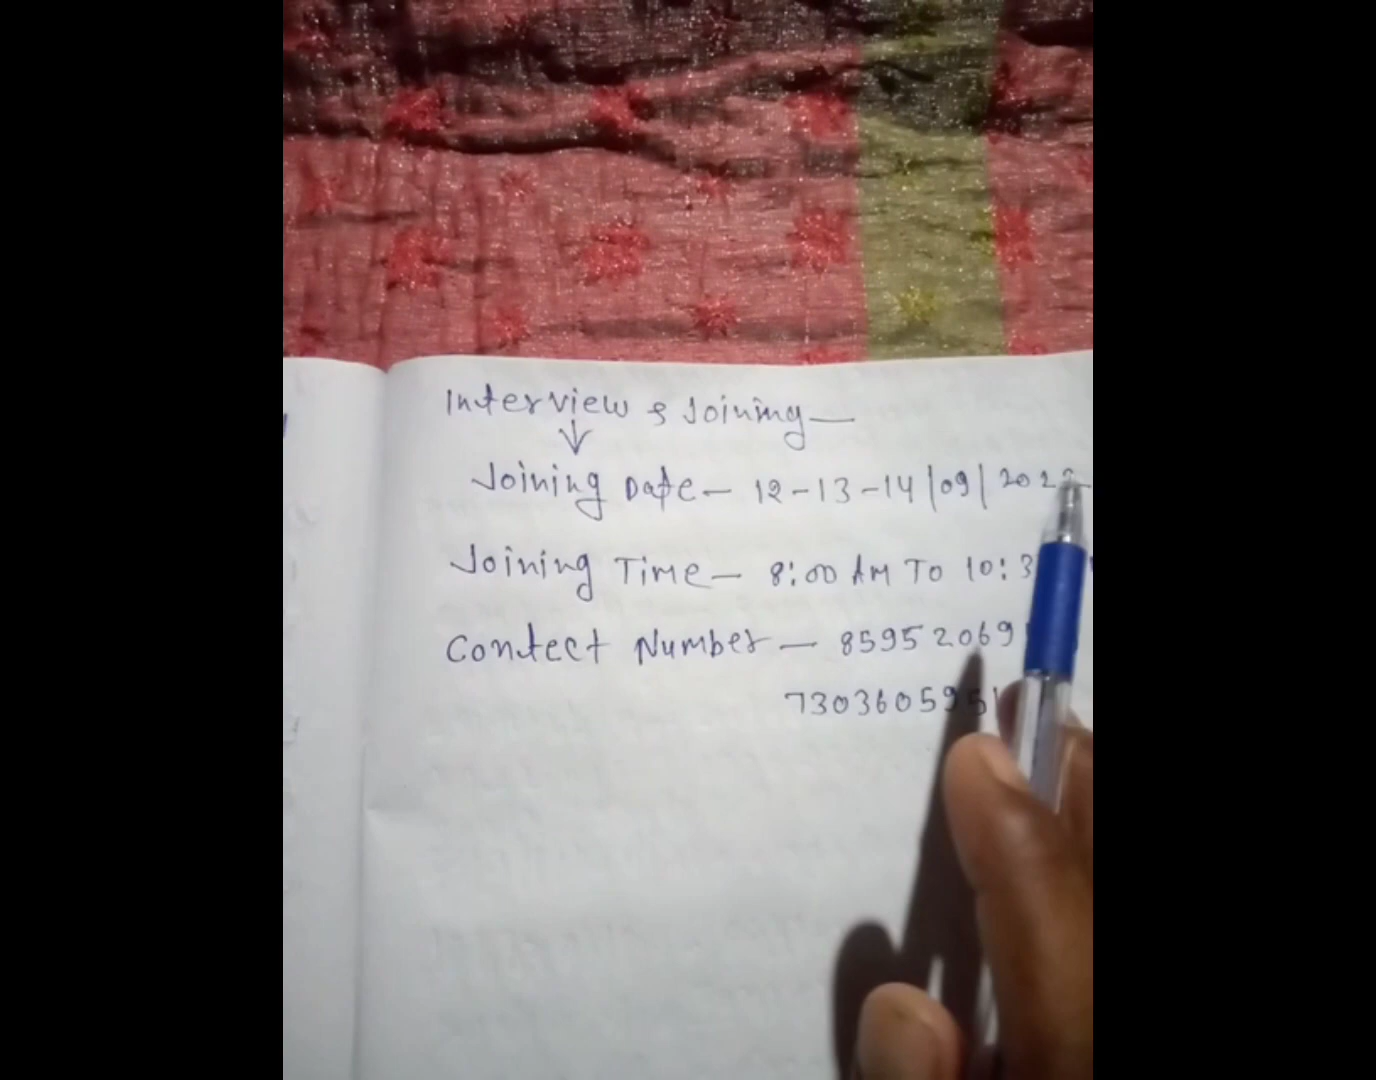 Interview & Joining —
↓
Joining Date — 12-13-14/09/202
Joining Time — 8:00 AM TO 10:3
Contect Number — 85952069
7303605951